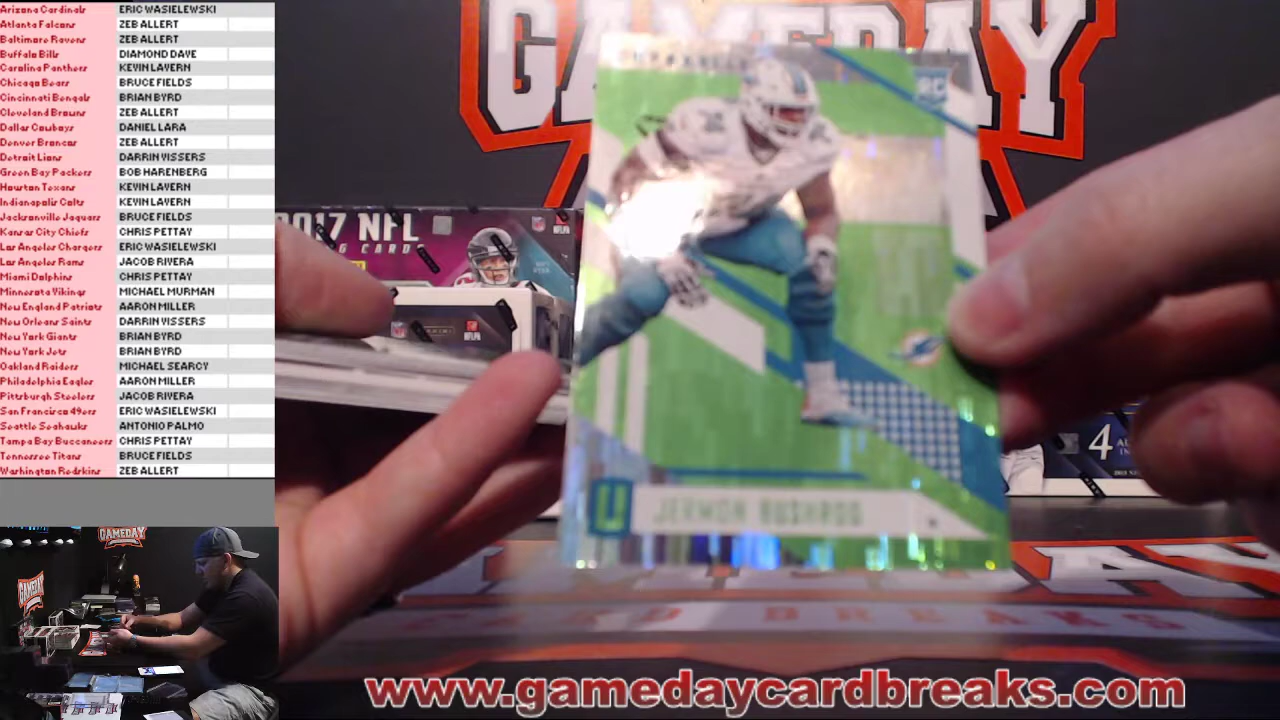 Arizona Cardinals ERIC WASIELEWSKI
Atlanta Falcons ZEB ALLERT
Baltimore Ravens ZEB ALLERT
Buffalo Bills DIAMOND DAVE
Carolina Panthers KEVIN LAVERN
Chicago Bears BRUCE FIELDS
Cincinnati Bengals BRIAN BYRD
Cleveland Browns ZEB ALLERT
Dallas Cowboys DANIEL LARA
Denver Broncos ZEB ALLERT
Detroit Lions DARRIN VISSERS
Green Bay Packers BOB HARENBERG
Houston Texans KEVIN LAVERN
Indianapolis Colts KEVIN LAVERN
Jacksonville Jaguars BRUCE FIELDS
Kansas City Chiefs CHRIS PETTAY
Los Angeles Chargers ERIC WASIELEWSKI
Los Angeles Rams JACOB RIVERA
Miami Dolphins CHRIS PETTAY
Minnesota Vikings MICHAEL MURMAN
New England Patriots AARON MILLER
New Orleans Saints DARRIN VISSERS
New York Giants BRIAN BYRD
New York Jets BRIAN BYRD
Oakland Raiders MICHAEL SEARCY
Philadelphia Eagles AARON MILLER
Pittsburgh Steelers JACOB RIVERA
San Francisco 49ers ERIC WASIELEWSKI
Seattle Seahawks ANTONIO PALMO
Tampa Bay Buccaneers CHRIS PETTAY
Tennessee Titans BRUCE FIELDS
Washington Redskins ZEB ALLERT
GAMEDAY
2017 NFL
RC
U JERMON BUSHROD
4
GAMEDAY
GAMEDAY
BREAKS
www.gamedaycardbreaks.com